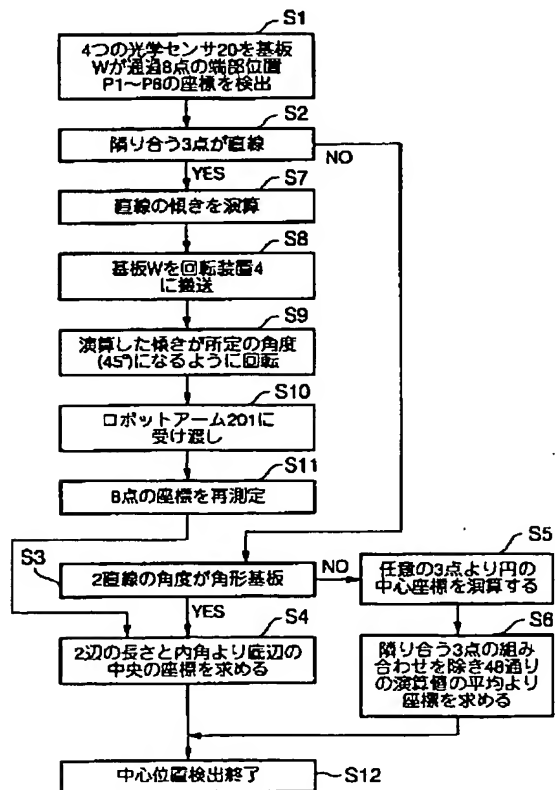 S1
4つの光学センサ20を基板
Wが通過8点の端部位置
P1〜P8の座標を検出
S2
隣り合う3点が直線
NO
YES
S7
直線の傾きを演算
S8
基板Wを回転装置4
に搬送
S9
演算した傾きが所定の角度
(45°)になるように回転
S10
ロボットアーム201に
受け渡し
S11
8点の座標を再測定
S3
2直線の角度が角形基板
NO
YES
S5
任意の3点より円の
中心座標を演算する
S4
2辺の長さと内角より底辺の
中央の座標を求める
S6
隣り合う3点の組み
合わせを除き48通り
の演算値の平均より
座標を求める
中心位置検出終了
S12